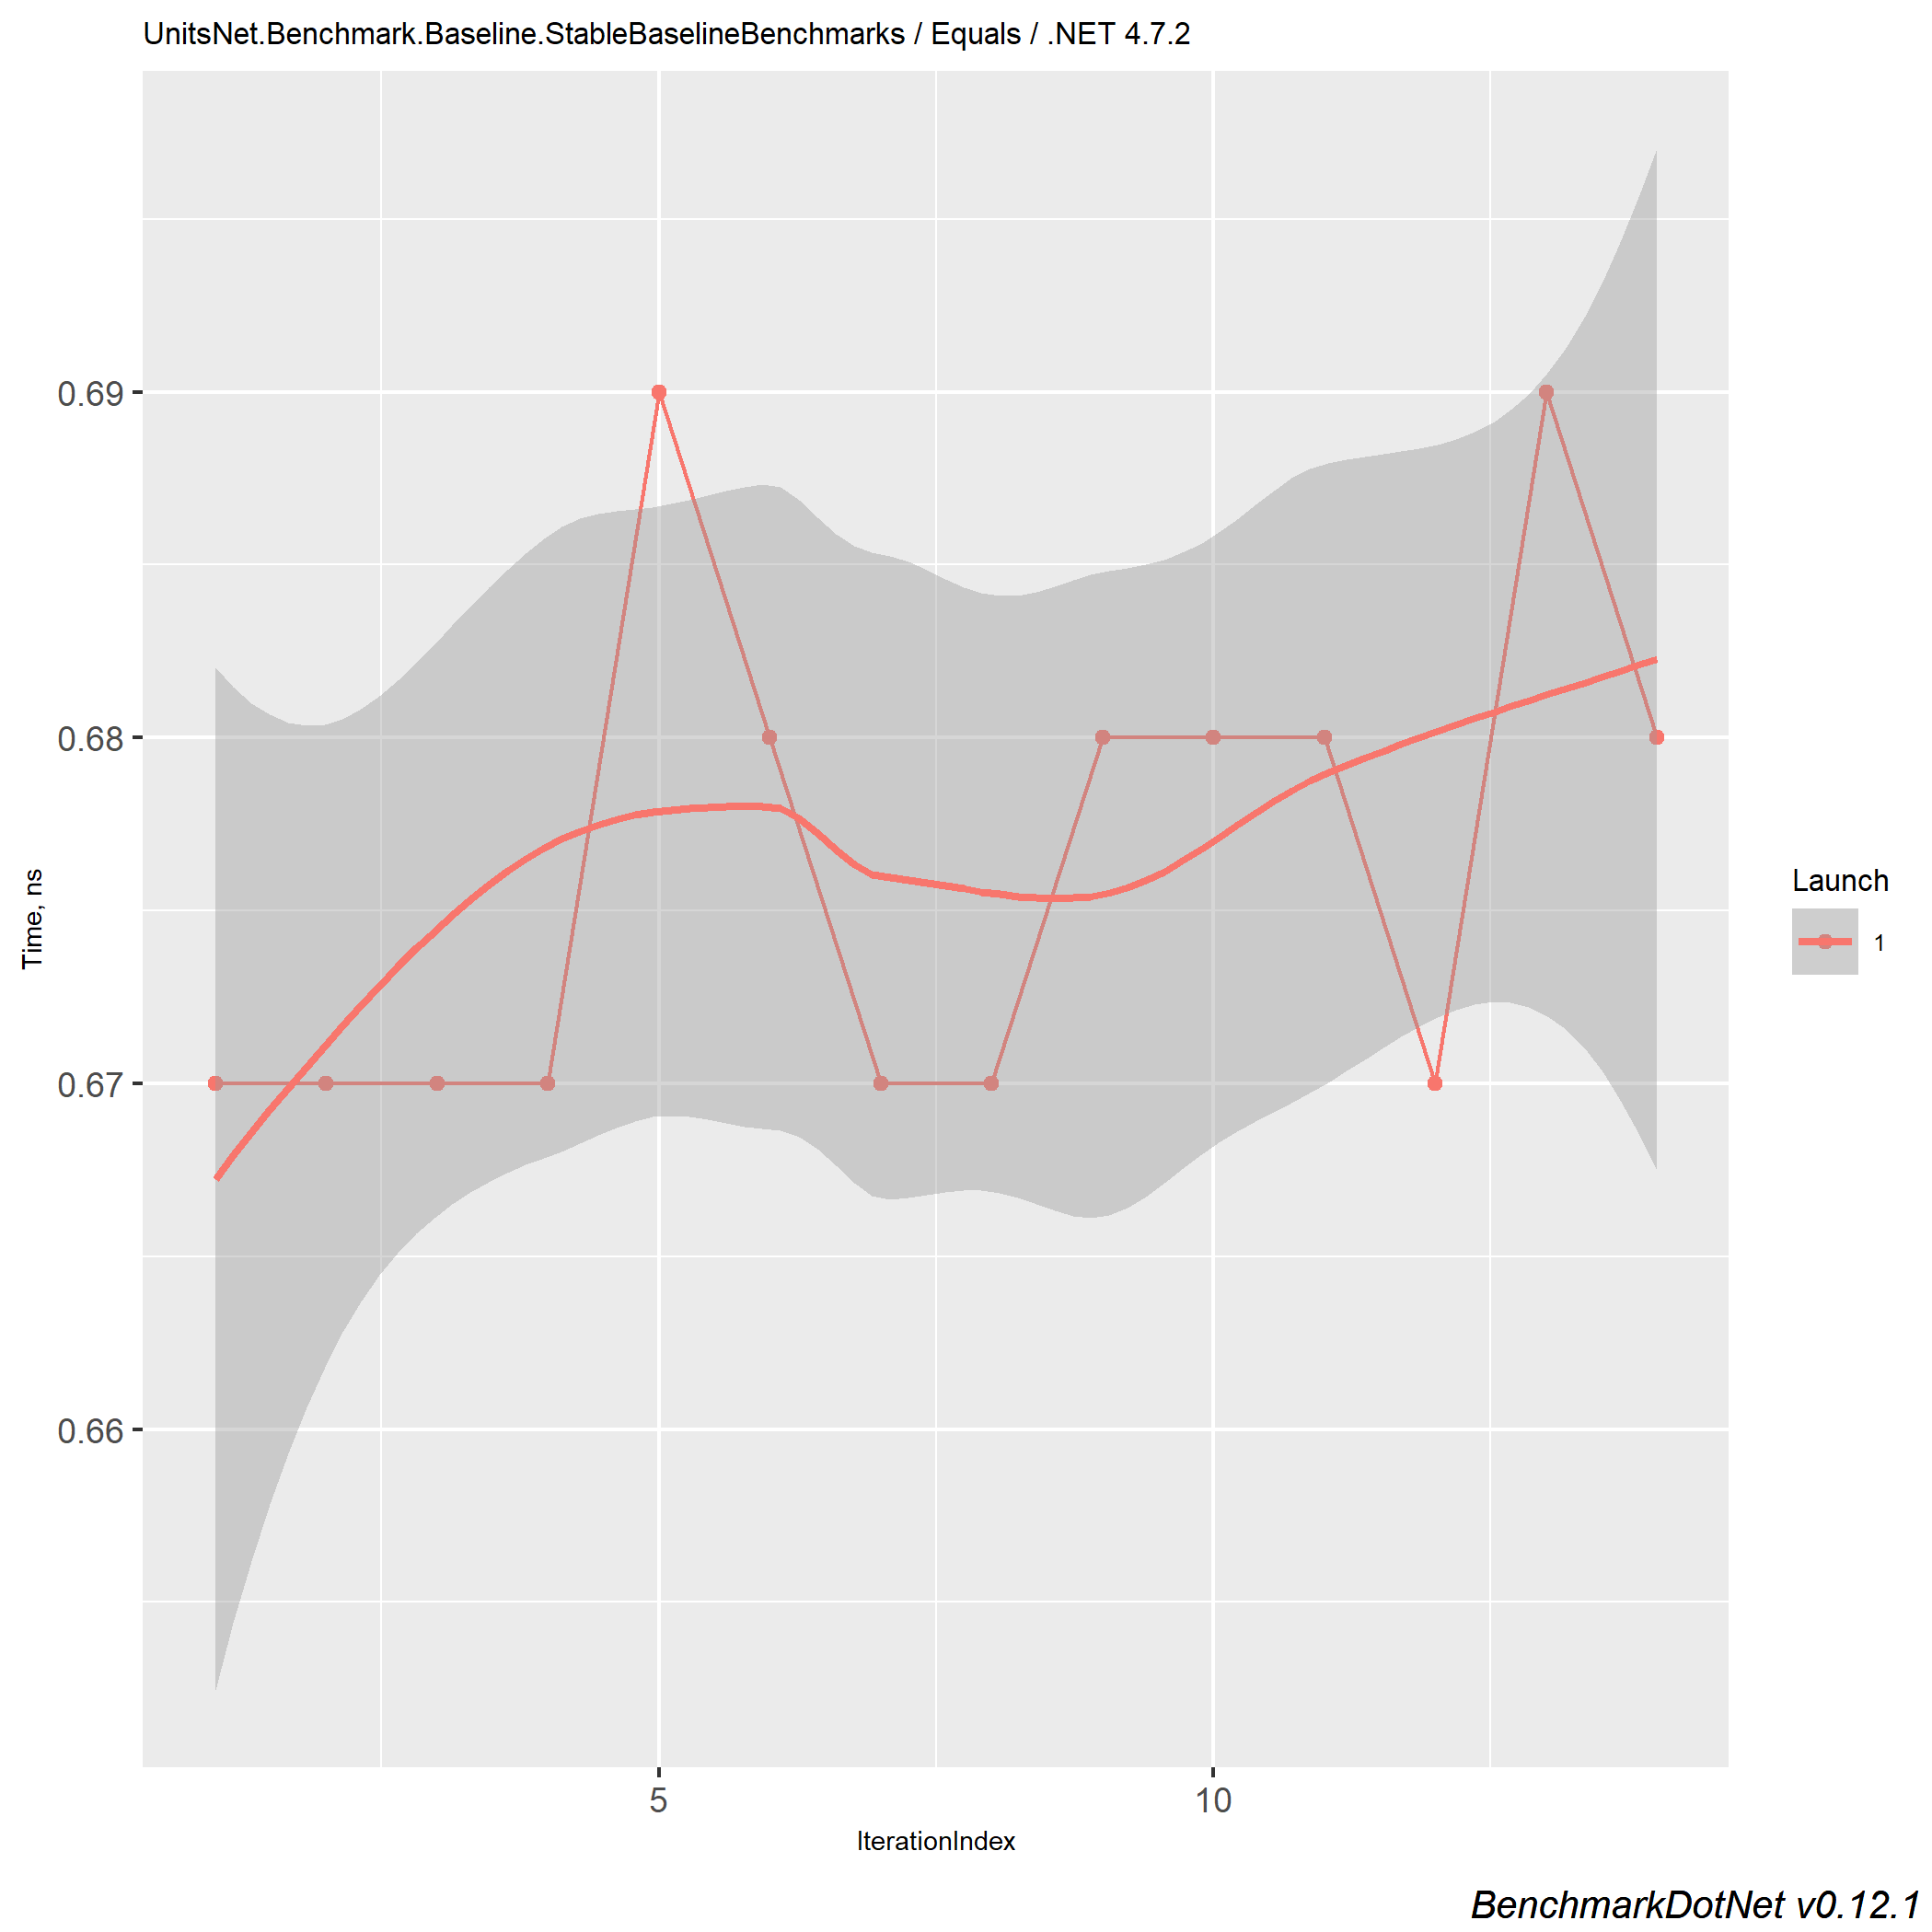 UnitsNet.Benchmark.Baseline.StableBaselineBenchmarks / Equals / .NET 4.7.2
0.69
0.68
0.67
0.66
Time, ns
5
10
IterationIndex
Launch
1
BenchmarkDotNet v0.12.1